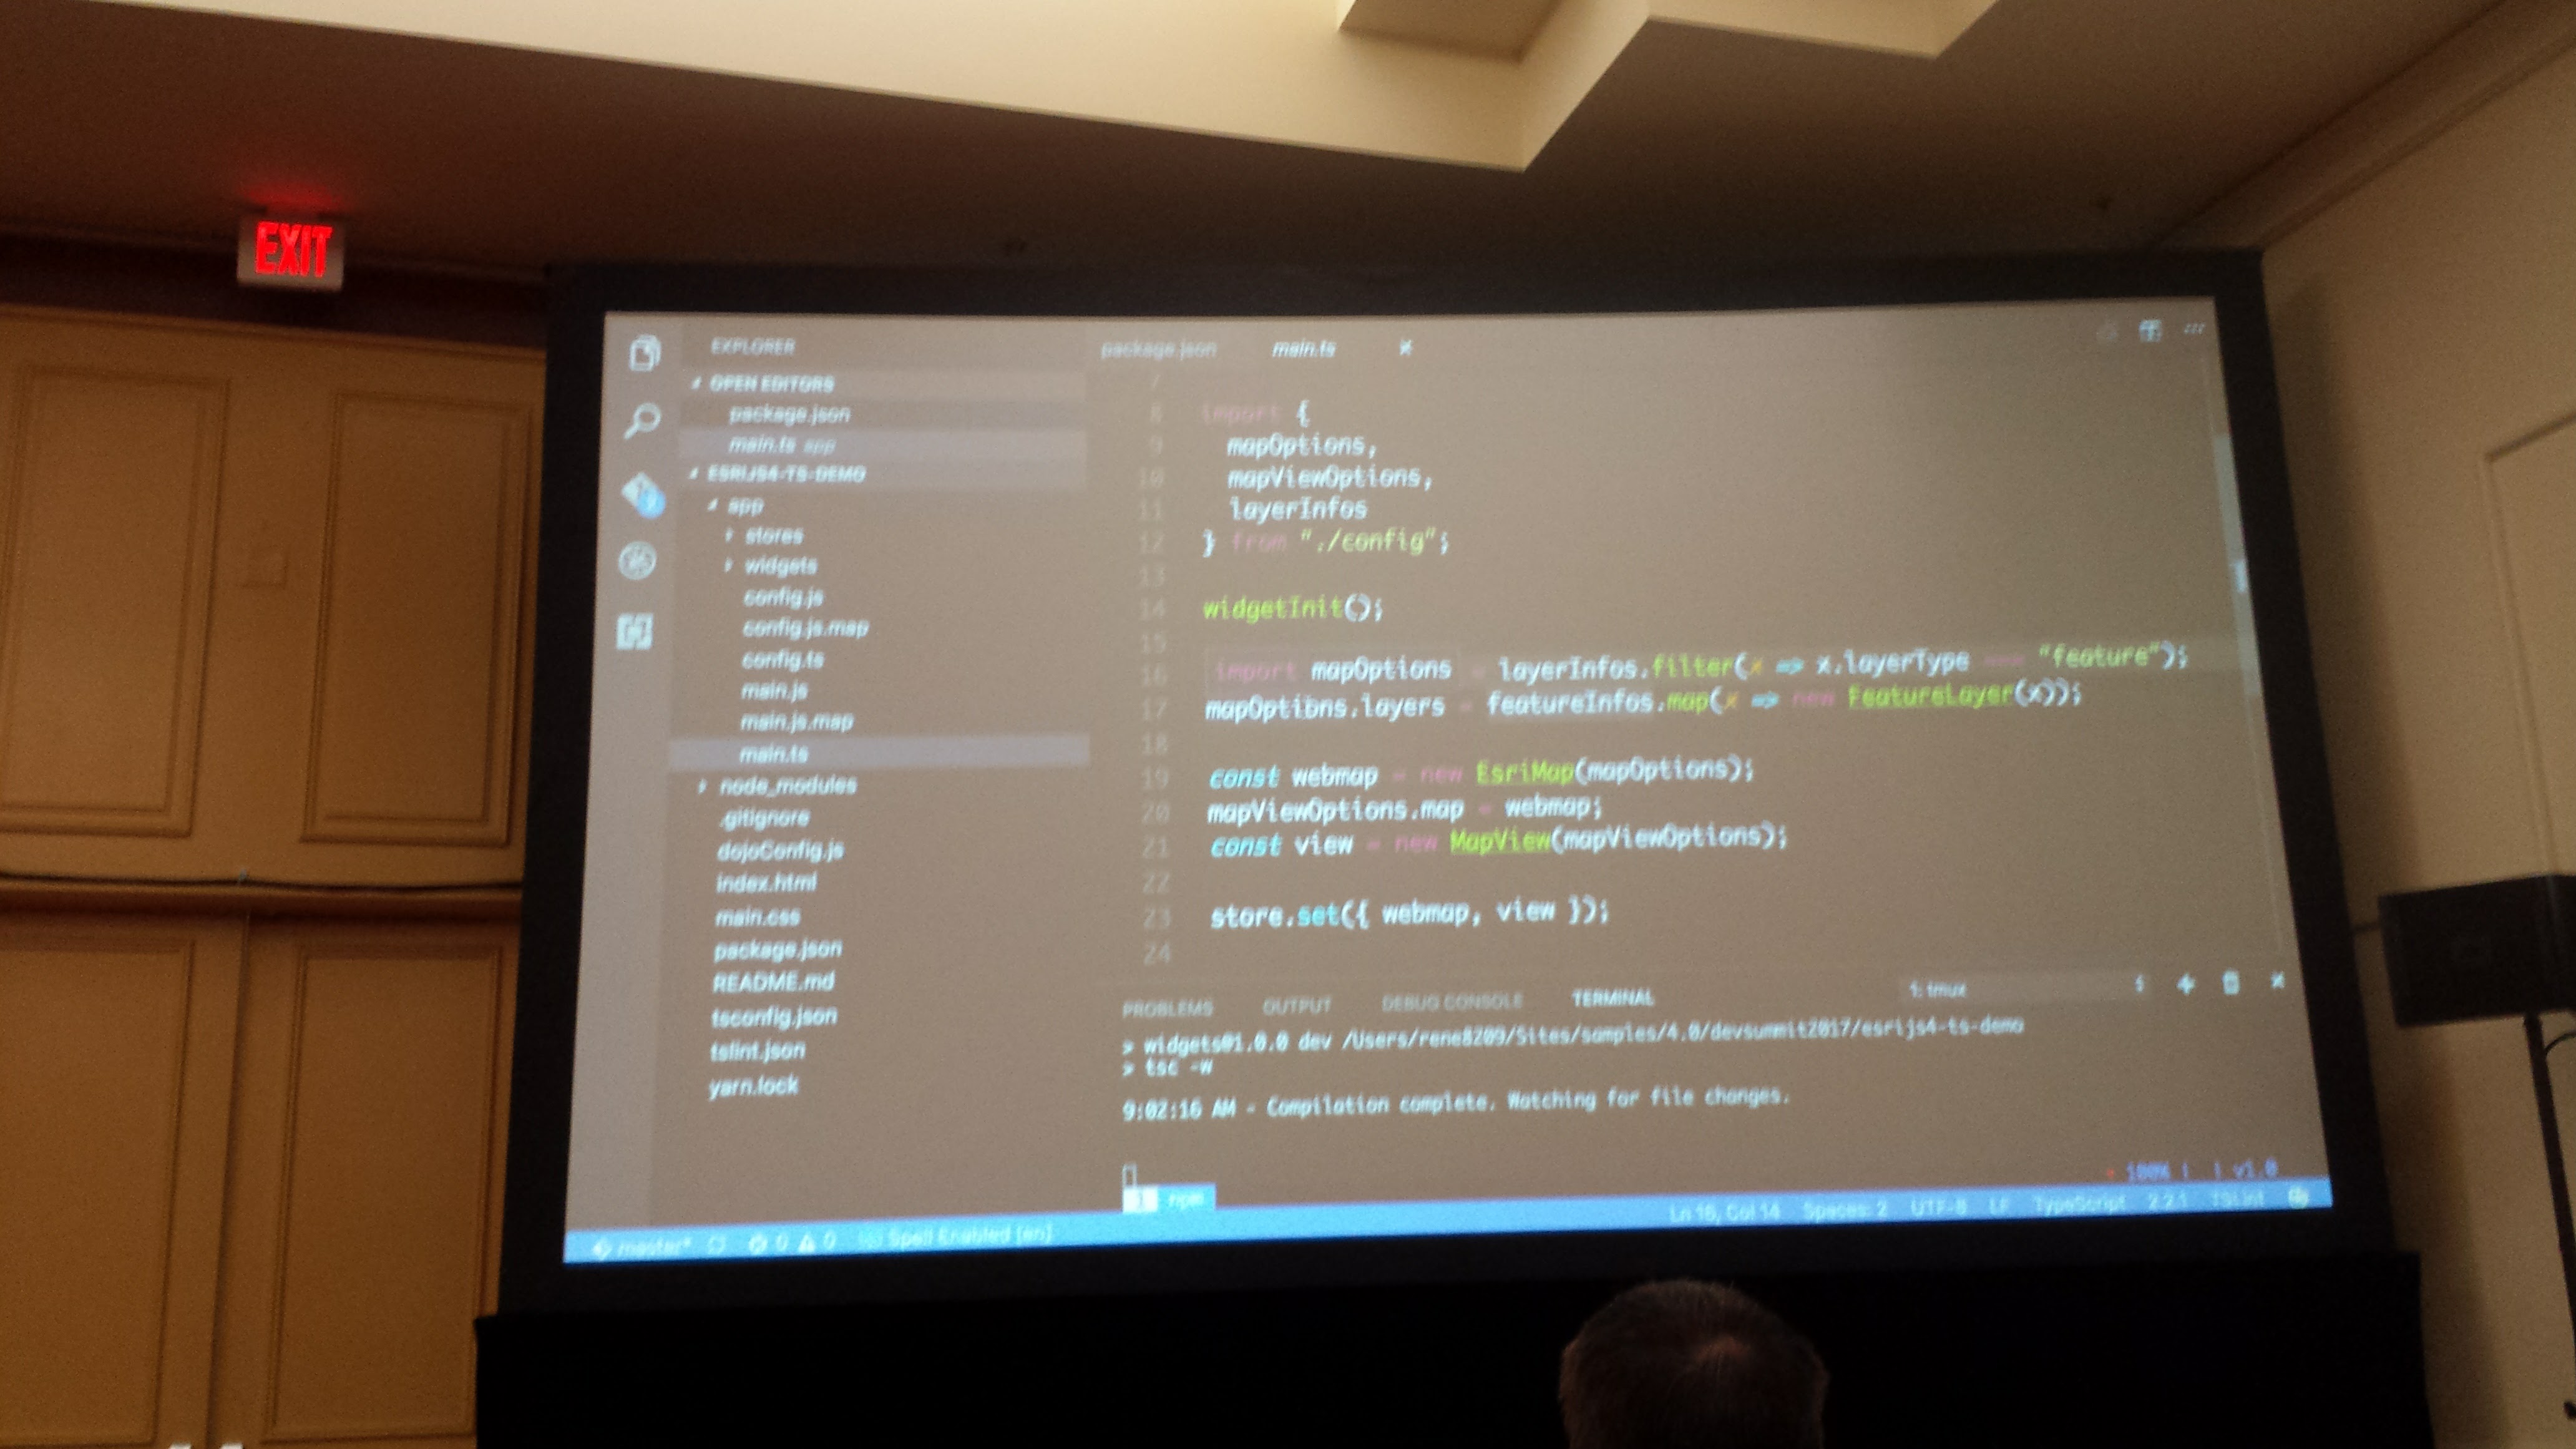 EXIT
EXPLORER
OPEN EDITORS
package.json
main.ts app
ESRIJS4-TS-DEMO
app
stores
widgets
config.js
config.js.map
config.ts
main.js
main.js.map
main.ts
node_modules
.gitignore
dojoConfig.js
index.html
main.css
package.json
README.md
tsconfig.json
tslint.json
yarn.lock
package.json main.ts
7
8 import {
9 mapOptions,
10 mapViewOptions,
11 layerInfos
12 } from "./config";
13
14 widgetInit();
15
16 import mapOptions = layerInfos.filter(x => x.layerType === "feature");
17 mapOptions.layers = featureInfos.map(x => new FeatureLayer(x));
18
19 const webmap = new EsriMap(mapOptions);
20 mapViewOptions.map = webmap;
21 const view = new MapView(mapViewOptions);
22
23 store.set({ webmap, view });
24
PROBLEMS OUTPUT DEBUG CONSOLE TERMINAL 1: tmux
> widgets@1.0.0 dev /Users/rene8209/Sites/samples/4.0/devsummit2017/esrijs4-ts-demo
> tsc -w
9:02:16 AM - Compilation complete. Watching for file changes.
100% | | v1.0
1 npm
master* 0 0 Spell Enabled [en] Ln 16, Col 14 Spaces: 2 UTF-8 LF TypeScript 2.2.1 TSLint